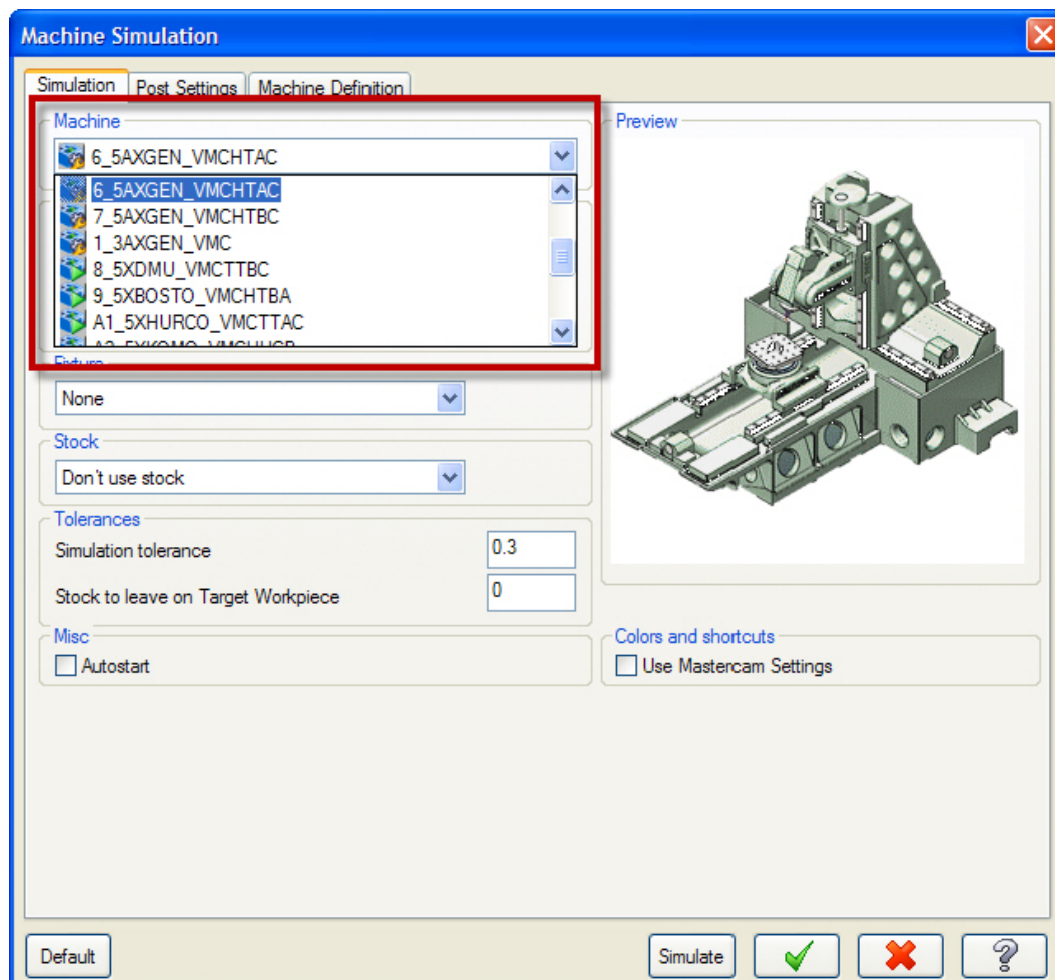 Machine Simulation
Simulation Post Settings Machine Definition
Machine
6_5AXGEN_VMCHTAC
6_5AXGEN_VMCHTAC
7_5AXGEN_VMCHTBC
1_3AXGEN_VMC
8_5XDMU_VMCTTBC
9_5XBOSTO_VMCHTBA
A1_5XHURCO_VMCTTAC
Preview
Fixture
None
Stock
Don't use stock
Tolerances
Simulation tolerance 0.3
Stock to leave on Target Workpiece 0
Misc
Autostart
Colors and shortcuts
Use Mastercam Settings
Default Simulate